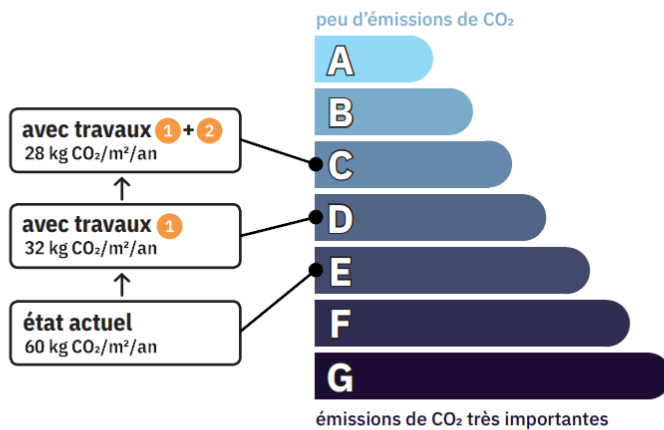 peu d'émissions de CO₂
A
B
avec travaux 1 + 2
28 kg CO₂/m²/an
C
avec travaux 1
32 kg CO₂/m²/an
D
E
état actuel
60 kg CO₂/m²/an
F
G
émissions de CO₂ très importantes